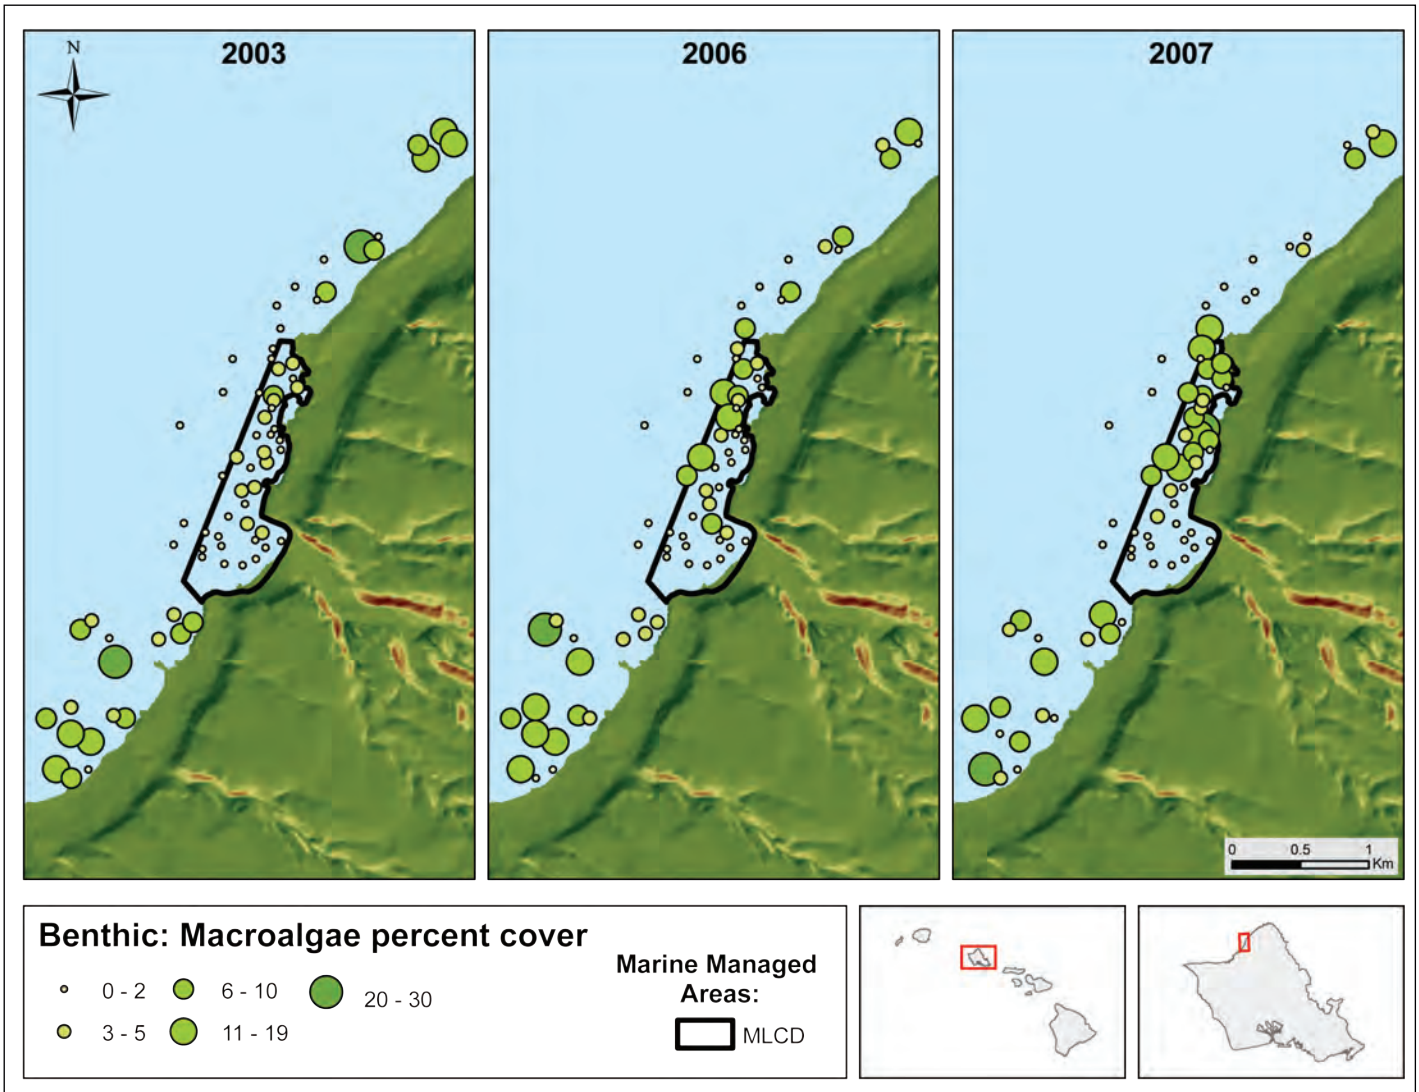 2003
N
2006
2007
0 0.5 1
Km
Benthic: Macroalgae percent cover
0 - 2
6 - 10
20 - 30
3 - 5
11 - 19
Marine Managed
Areas:
MLCD